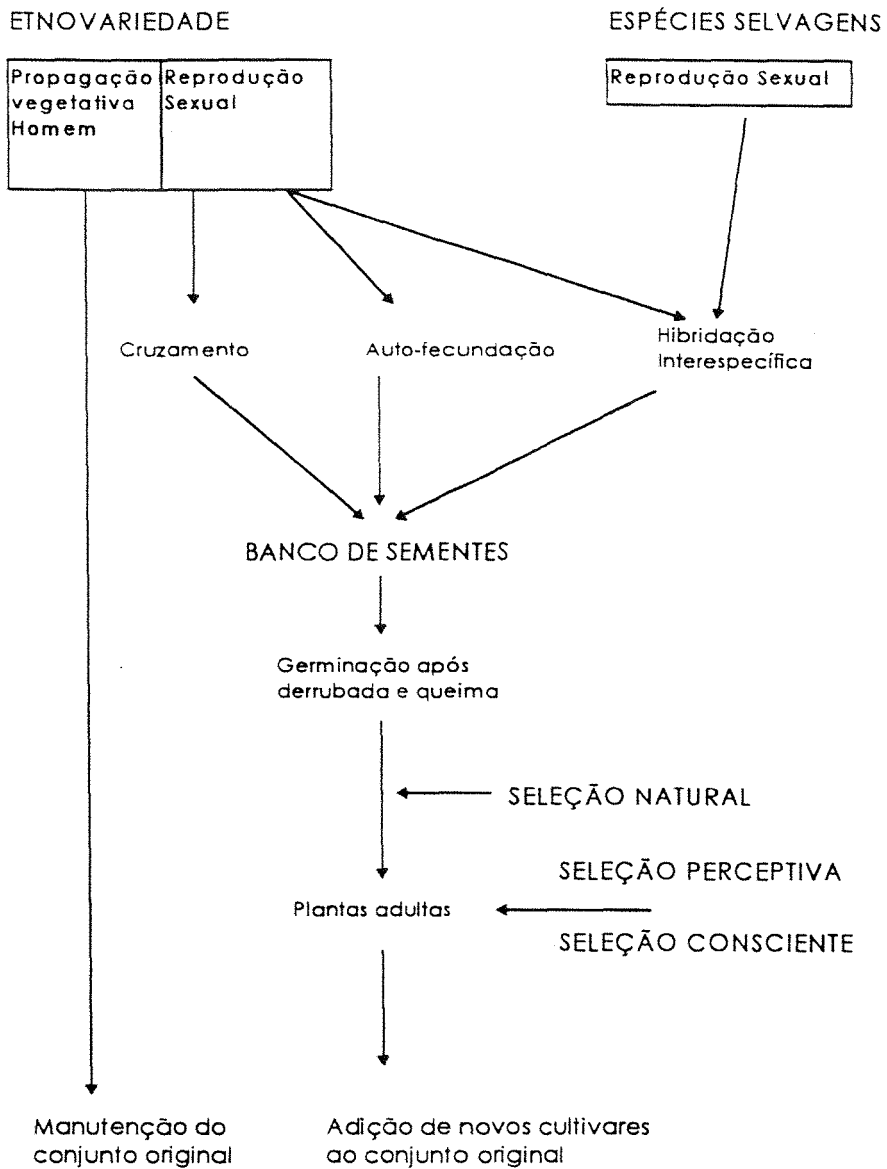 ETNOVARIEDADE
ESPÉCIES SELVAGENS
Propagação
vegetativa
Homem
Reprodução
Sexual
Reprodução Sexual
Cruzamento
Auto-fecundação
Hibridação
Interespecífica
BANCO DE SEMENTES
Germinação após
derrubada e queima
SELEÇÃO NATURAL
SELEÇÃO PERCEPTIVA
Plantas adultas
SELEÇÃO CONSCIENTE
Manutenção do
conjunto original
Adição de novos cultivares
ao conjunto original